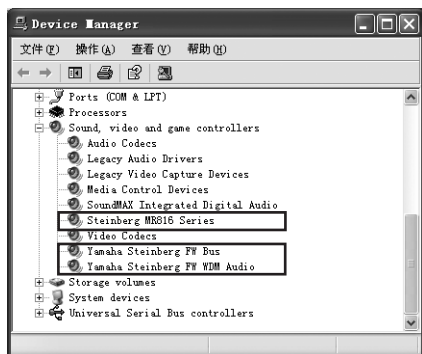 Device Manager
文件(F) 操作(A) 查看(V) 帮助(H)
Ports (COM & LPT)
Processors
Sound, video and game controllers
Audio Codecs
Legacy Audio Drivers
Legacy Video Capture Devices
Media Control Devices
SoundMAX Integrated Digital Audio
Steinberg MR816 Series
Video Codecs
Yamaha Steinberg FW Bus
Yamaha Steinberg FW WDM Audio
Storage volumes
System devices
Universal Serial Bus controllers